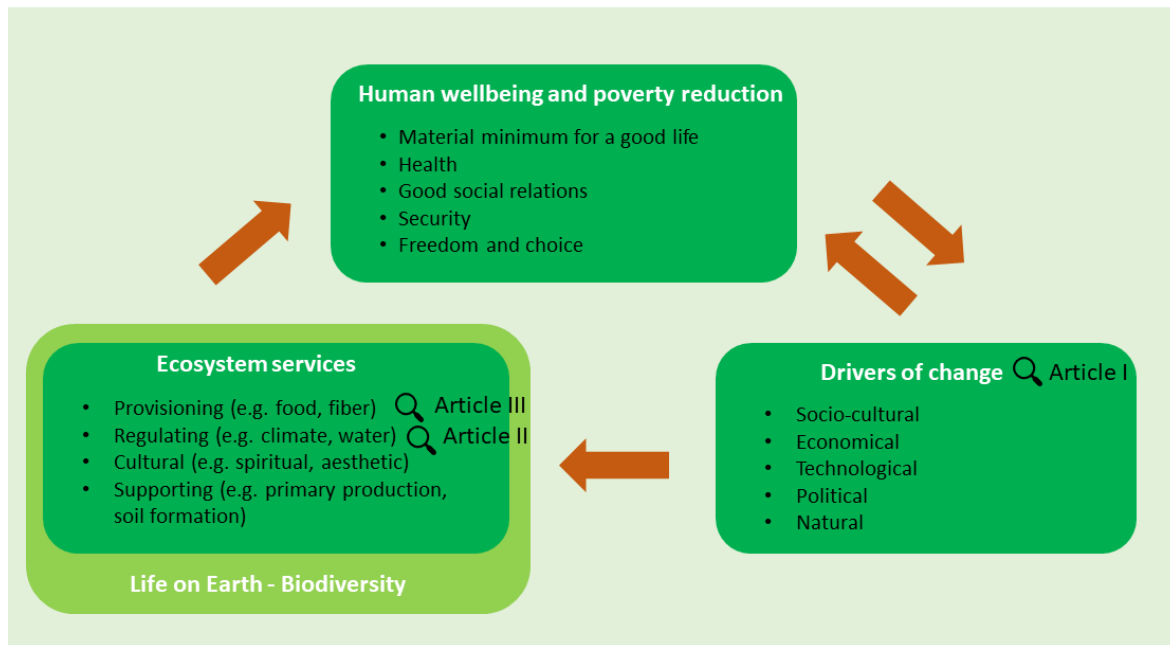 Human wellbeing and poverty reduction
• Material minimum for a good life
• Health
• Good social relations
• Security
• Freedom and choice
Ecosystem services
• Provisioning (e.g. food, fiber) Article III
• Regulating (e.g. climate, water) Article II
• Cultural (e.g. spiritual, aesthetic)
• Supporting (e.g. primary production,
soil formation)
Life on Earth - Biodiversity
Drivers of change Article I
• Socio-cultural
• Economical
• Technological
• Political
• Natural